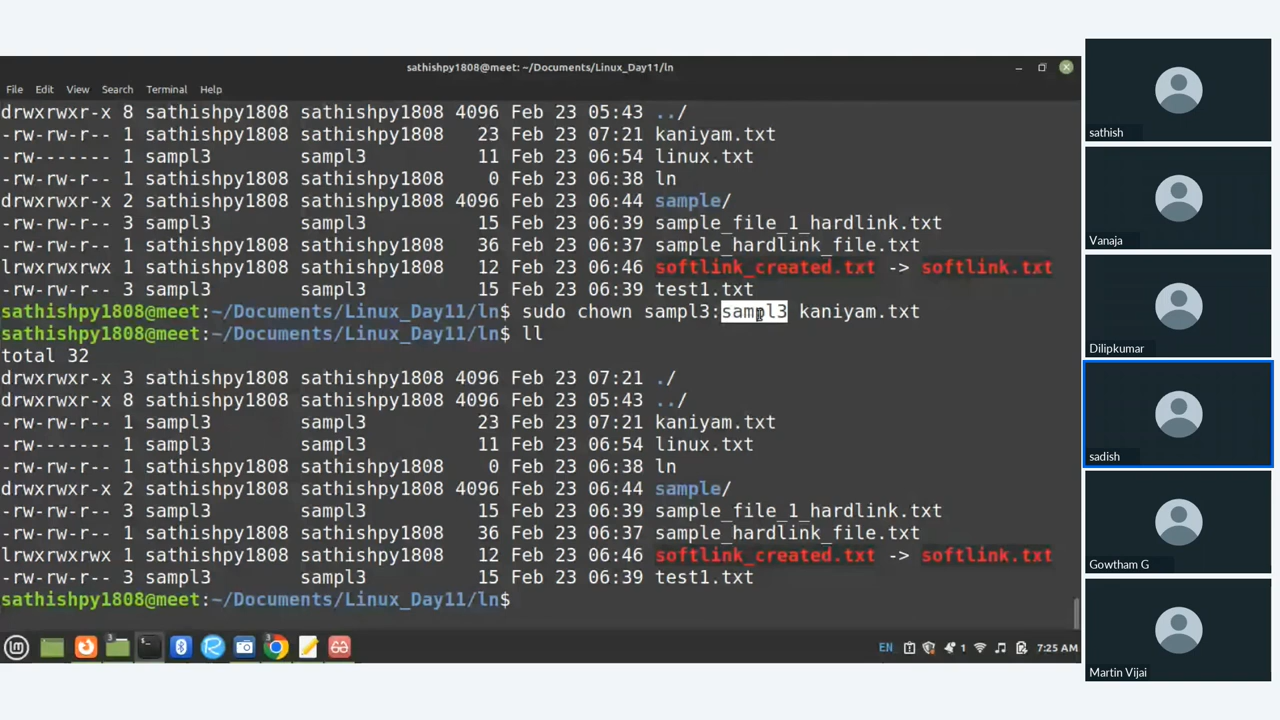 sathishpy1808@meet: ~/Documents/Linux_Day11/ln
File Edit View Search Terminal Help
drwxrwxr-x 8 sathishpy1808 sathishpy1808 4096 Feb 23 05:43 ../
-rw-rw-r-- 1 sathishpy1808 sathishpy1808   23 Feb 23 07:21 kaniyam.txt
-rw------- 1 sampl3        sampl3          11 Feb 23 06:54 linux.txt
-rw-rw-r-- 1 sathishpy1808 sathishpy1808    0 Feb 23 06:38 ln
drwxrwxr-x 2 sathishpy1808 sathishpy1808 4096 Feb 23 06:44 sample/
-rw-rw-r-- 3 sampl3        sampl3          15 Feb 23 06:39 sample_file_1_hardlink.txt
-rw-rw-r-- 1 sathishpy1808 sathishpy1808   36 Feb 23 06:37 sample_hardlink_file.txt
lrwxrwxrwx 1 sathishpy1808 sathishpy1808   12 Feb 23 06:46 softlink_created.txt -> softlink.txt
-rw-rw-r-- 3 sampl3        sampl3          15 Feb 23 06:39 test1.txt
sathishpy1808@meet:~/Documents/Linux_Day11/ln$ sudo chown sampl3:sampl3 kaniyam.txt
sathishpy1808@meet:~/Documents/Linux_Day11/ln$ ll
total 32
drwxrwxr-x 3 sathishpy1808 sathishpy1808 4096 Feb 23 07:21 ./
drwxrwxr-x 8 sathishpy1808 sathishpy1808 4096 Feb 23 05:43 ../
-rw-rw-r-- 1 sampl3        sampl3          23 Feb 23 07:21 kaniyam.txt
-rw------- 1 sampl3        sampl3          11 Feb 23 06:54 linux.txt
-rw-rw-r-- 1 sathishpy1808 sathishpy1808    0 Feb 23 06:38 ln
drwxrwxr-x 2 sathishpy1808 sathishpy1808 4096 Feb 23 06:44 sample/
-rw-rw-r-- 3 sampl3        sampl3          15 Feb 23 06:39 sample_file_1_hardlink.txt
-rw-rw-r-- 1 sathishpy1808 sathishpy1808   36 Feb 23 06:37 sample_hardlink_file.txt
lrwxrwxrwx 1 sathishpy1808 sathishpy1808   12 Feb 23 06:46 softlink_created.txt -> softlink.txt
-rw-rw-r-- 3 sampl3        sampl3          15 Feb 23 06:39 test1.txt
sathishpy1808@meet:~/Documents/Linux_Day11/ln$
3 3 EN 1 7:25 AM
sathish
Vanaja
Dilipkumar
sadish
Gowtham G
Martin Vijai